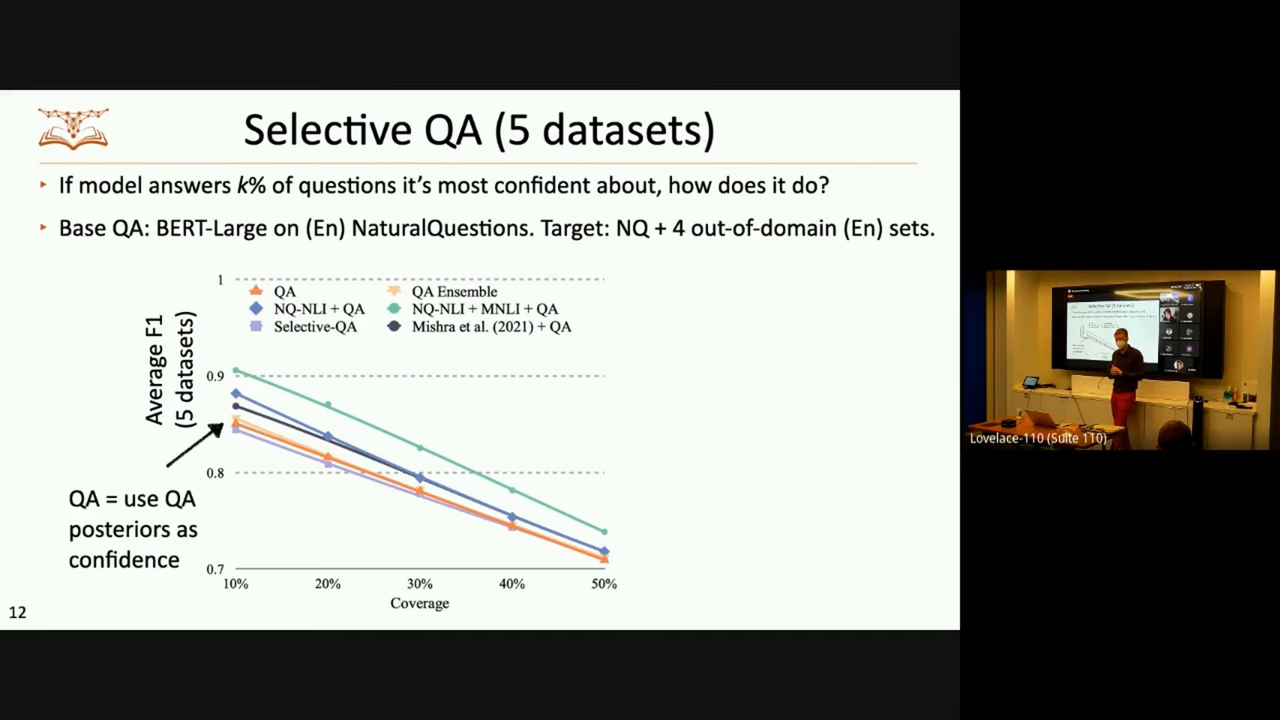 Selective QA (5 datasets)
‣ If model answers k% of questions it's most confident about, how does it do?
‣ Base QA: BERT-Large on (En) NaturalQuestions. Target: NQ + 4 out-of-domain (En) sets.
1
QA
QA Ensemble
NQ-NLI + QA
NQ-NLI + MNLI + QA
Selective-QA
Mishra et al. (2021) + QA
Average F1
(5 datasets)
0.9
0.8
0.7
QA = use QA
posteriors as
confidence
10%
20%
30%
40%
50%
Coverage
12
Selective QA (5 datasets)
Lovelace-110 (Suite 110)